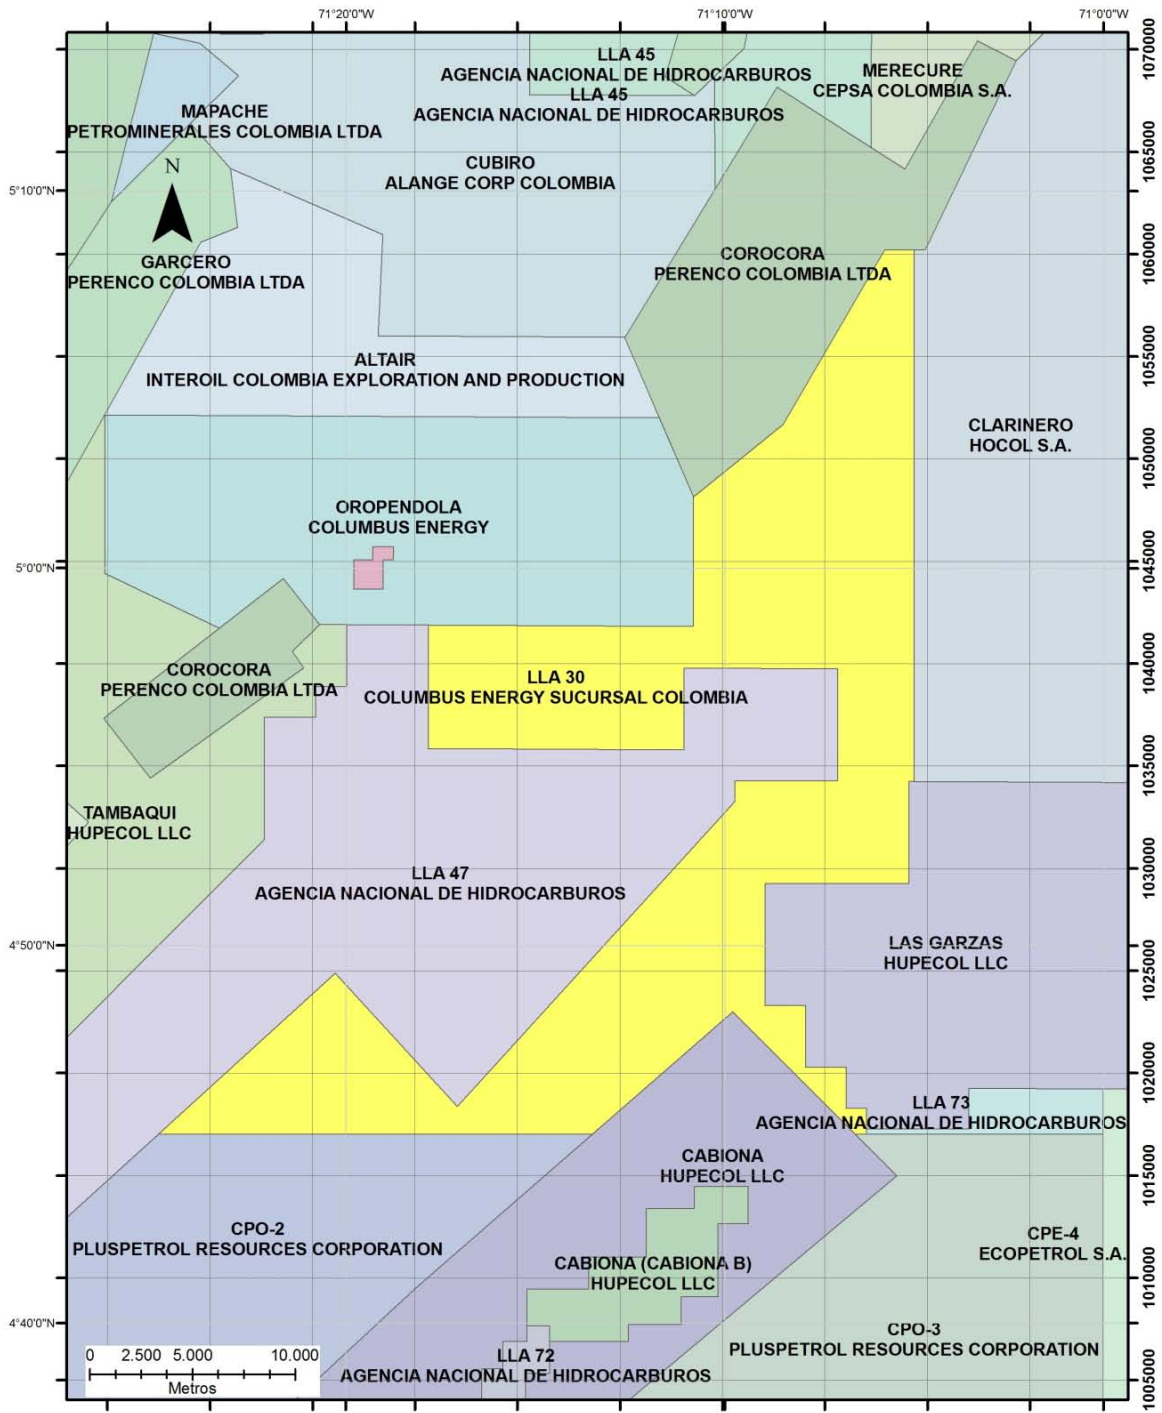 71°20'0"W
71°10'0"W
71°0'0"W
LLA 45
AGENCIA NACIONAL DE HIDROCARBUROS
LLA 45
AGENCIA NACIONAL DE HIDROCARBUROS
MERECURE
CEPSA COLOMBIA S.A.
1070000
MAPACHE
PETROMINERALES COLOMBIA LTDA
N
CUBIRO
ALANGE CORP COLOMBIA
1065000
5°10'0"N
GARCERO
PERENCO COLOMBIA LTDA
COROCORA
PERENCO COLOMBIA LTDA
1060000
ALTAIR
INTEROIL COLOMBIA EXPLORATION AND PRODUCTION
1055000
CLARINERO
HOCOL S.A.
1050000
OROPENDOLA
COLUMBUS ENERGY
5°0'0"N
1045000
COROCORA
PERENCO COLOMBIA LTDA
LLA 30
COLUMBUS ENERGY SUCURSAL COLOMBIA
1040000
1035000
TAMBAQUI
HUPECOL LLC
LLA 47
AGENCIA NACIONAL DE HIDROCARBUROS
1030000
4°50'0"N
LAS GARZAS
HUPECOL LLC
1025000
1020000
LLA 73
AGENCIA NACIONAL DE HIDROCARBUROS
CABIONA
HUPECOL LLC
1015000
CPO-2
PLUSPETROL RESOURCES CORPORATION
CPE-4
ECOPETROL S.A.
CABIONA (CABIONA B)
HUPECOL LLC
1010000
4°40'0"N
CPO-3
PLUSPETROL RESOURCES CORPORATION
0 2.500 5.000 10.000
Metros
LLA 72
AGENCIA NACIONAL DE HIDROCARBUROS
1005000